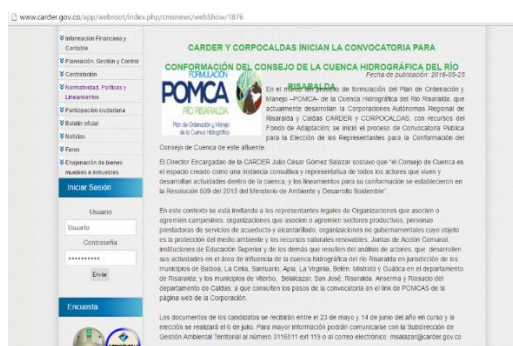 www.carder.gov.co/app/webroot/index.php/cmsnews/webShow/1876
Información Financiera y
Contable
Planeación, Gestión y Control
Contratación
Normatividad, Políticas y
Lineamientos
Participación ciudadana
Boletín oficial
Noticias
Foros
Enajenación de bienes
muebles e inmuebles
Iniciar Sesión
Usuario
Usuario
Contraseña
Enviar
Encuesta
CARDER Y CORPOCALDAS INICIAN LA CONVOCATORIA PARA
CONFORMACIÓN DEL CONSEJO DE LA CUENCA HIDROGRÁFICA DEL RÍO
RISARALDA
Fecha de publicación: 2016-05-25
FORMULACIÓN
POMCA
RIO RISARALDA
Plan de Ordenación y Manejo
de la Cuenca Hidrográfica
En el marco del proceso de formulación del Plan de Ordenación y
Manejo –POMCA- de la Cuenca Hidrográfica del Río Risaralda, que
actualmente desarrollan la Corporaciones Autónoma Regional de
Risaralda y Caldas CARDER y CORPOCALDAS, con recursos del
Fondo de Adaptación; se inició el proceso de Convocatoria Pública
para la Elección de los Representantes para la Conformación del
Consejo de Cuenca de este afluente.
El Director Encargado de la CARDER Julio César Gómez Salazar sostuvo que "el Consejo de Cuenca es
el espacio creado como una instancia consultiva y representativa de todos los actores que viven y
desarrollan actividades dentro de la cuenca, y los lineamientos para su conformación se establecieron en
la Resolución 509 del 2013 del Ministerio de Ambiente y Desarrollo Sostenible".
En este contexto se está invitando a los representantes legales de Organizaciones que asocien o
agremien campesinos, organizaciones que asocien o agremien sectores productivos, personas
prestadoras de servicios de acueducto y alcantarillado, organizaciones no gubernamentales cuyo objeto
es la protección del medio ambiente y los recursos naturales renovables, Juntas de Acción Comunal,
instituciones de Educación Superior y de los demás que resulten del análisis de actores, que desarrollen
sus actividades en el área de influencia de la cuenca hidrográfica del río Risaralda en jurisdicción de los
municipios de Balboa, La Celia, Santuario, Apía, La Virginia, Belén, Mistrató y Guática en el departamento
de Risaralda; y los municipios de Viterbo, Belalcázar, San José, Risaralda, Anserma y Riosucio del
departamento de Caldas; a que consulten los pasos de la convocatoria en el link de POMCAS de la
página web de la Corporación.
Los documentos de los candidatos se recibirán entre el 23 de mayo y 14 de junio del año en curso y la
elección se realizará el 6 de julio. Para mayor información podrán comunicarse con la Subdirección de
Gestión Ambiental Territorial al número 3116511 ext 119 o al correo electrónico msalazar@carder.gov.co